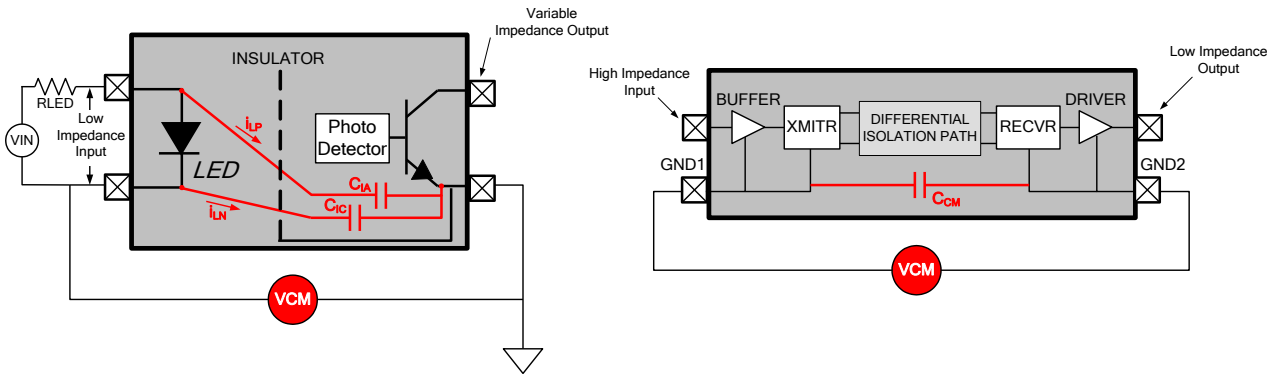 Variable
Impedance Output
INSULATOR
RLED
Low
Impedance
Input
VIN
iLP
LED
Photo
Detector
CIA
CIC
iLN
VCM
High Impedance
Input
Low Impedance
Output
BUFFER
XMITR
DIFFERENTIAL
ISOLATION PATH
RECVR
DRIVER
GND1
GND2
CCM
VCM